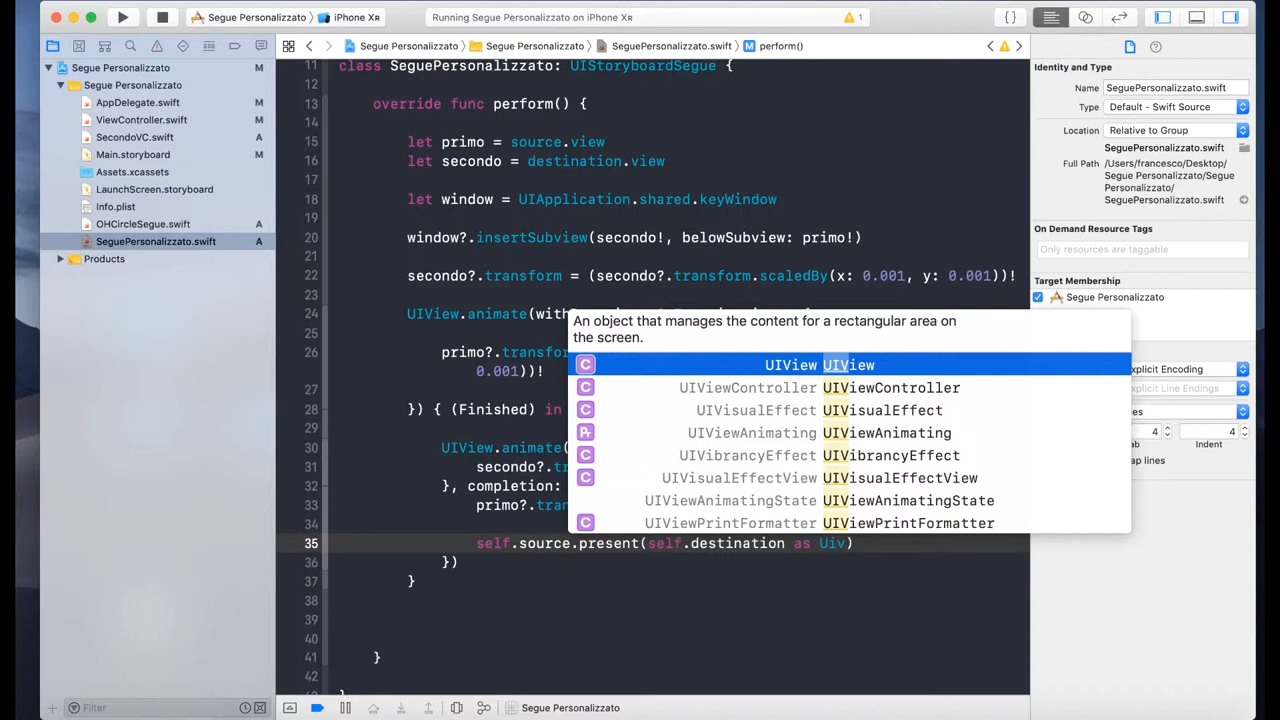 Segue Personalizzato
iPhone Xʀ
Running Segue Personalizzato on iPhone Xʀ
1
{ }
Segue Personalizzato M
Segue Personalizzato
AppDelegate.swift M
ViewController.swift M
SecondoVC.swift A
Main.storyboard M
Assets.xcassets
LaunchScreen.storyboard
Info.plist
OHCircleSegue.swift A
SeguePersonalizzato.swift A
Products
Filter
Segue Personalizzato
Segue Personalizzato
SeguePersonalizzato.swift
M perform()
11 class SeguePersonalizzato: UIStoryboardSegue {
12
13 override func perform() {
14
15 let primo = source.view
16 let secondo = destination.view
17
18 let window = UIApplication.shared.keyWindow
19
20 window?.insertSubview(secondo!, belowSubview: primo!)
21
22 secondo?.transform = (secondo?.transform.scaledBy(x: 0.001, y: 0.001))!
23
24 UIView.animate(with
25
26 primo?.transfo
0.001))!
27
28 }) { (Finished) in
29
30 UIView.animate(
31 secondo?.tr
32 }, completion:
33 primo?.tran
34
35 self.source.present(self.destination as Uiv)
36 })
37 }
38
39
40
41 }
42
An object that manages the content for a rectangular area on
the screen.
C UIView UIView
C UIViewController UIViewController
C UIVisualEffect UIVisualEffect
Pr UIViewAnimating UIViewAnimating
C UIVibrancyEffect UIVibrancyEffect
C UIVisualEffectView UIVisualEffectView
UIViewAnimatingState UIViewAnimatingState
C UIViewPrintFormatter UIViewPrintFormatter
Segue Personalizzato
Identity and Type
Name SeguePersonalizzato.swift
Type Default - Swift Source
Location Relative to Group
SeguePersonalizzato.swift
Full Path /Users/francesco/Desktop/
Segue Personalizzato/Segue
Personalizzato/
SeguePersonalizzato.swift
On Demand Resource Tags
Only resources are taggable
Target Membership
Segue Personalizzato
xplicit Encoding
xplicit Line Endings
es
4 4
ab Indent
ap lines